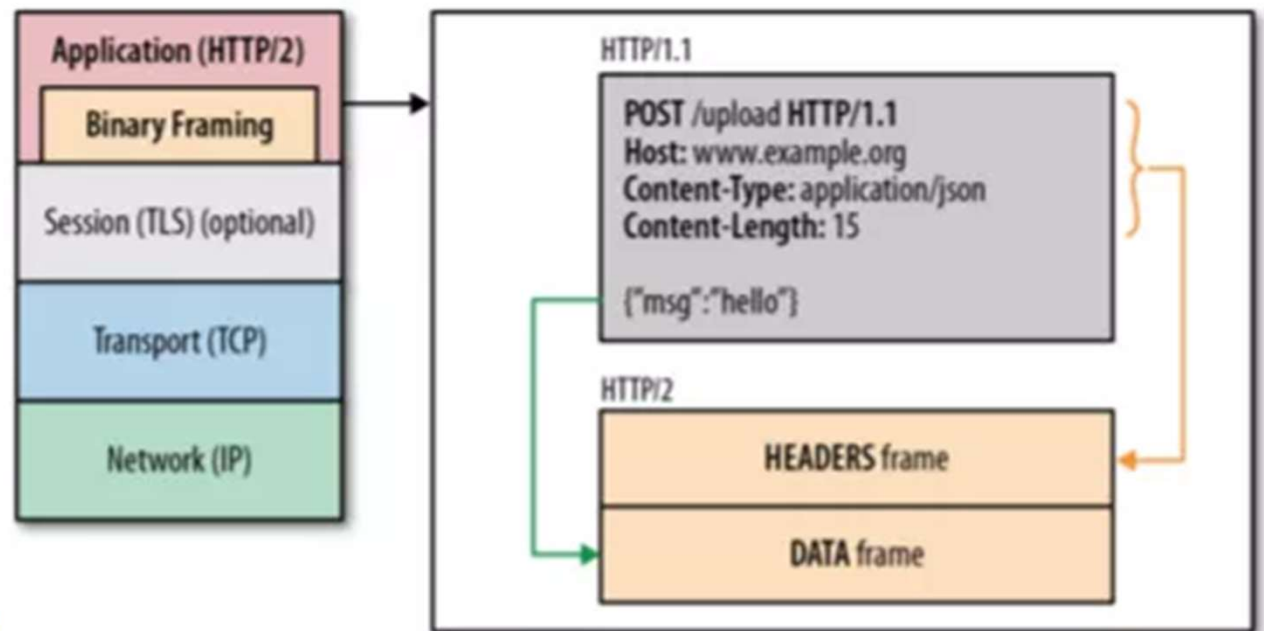 Application (HTTP/2)
Binary Framing
Session (TLS) (optional)
Transport (TCP)
Network (IP)
HTTP/1.1
POST /upload HTTP/1.1
Host: www.example.org
Content-Type: application/json
Content-Length: 15
{"msg":"hello"}
HTTP/2
HEADERS frame
DATA frame